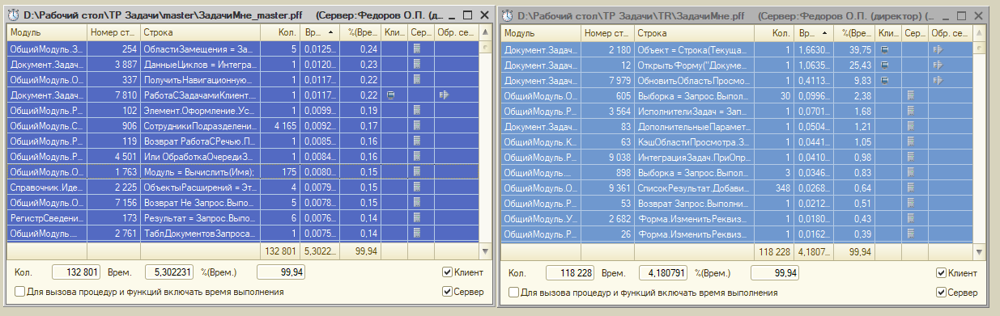 D:\Рабочий стол\ТР Задачи\master\ЗадачиМне_master.pff (Сервер:Федоров О.П. (д...
Модуль Номер ст... Строка Кол. Вр... %(Вре... Кли... Сер... Обр. се...
ОбщийМодуль.З... 254 ОбластиЗамещения = За... 5 0,0125... 0,24
Документ.Задач... 3 887 ДанныеЦиклов = Интегра... 1 0,0120... 0,23
ОбщийМодуль.О... 337 ПолучитьНавигационную... 1 0,0117... 0,22
Документ.Задач... 7 810 РаботаСЗадачамиКлиент.... 1 0,0117... 0,22
ОбщийМодуль.Р... 102 Элемент.Оформление.Ус... 1 0,0099... 0,19
ОбщийМодуль.С... 906 СотрудникиПодразделени... 4 165 0,0092... 0,17
ОбщийМодуль.Р... 119 Возврат РаботаСРечью.П... 1 0,0085... 0,16
ОбщийМодуль.Р... 4 501 Или ОбработкаОчередиЗ... 1 0,0084... 0,16
ОбщийМодуль.О... 1 763 Модуль = Вычислить(Имя); 175 0,0080... 0,15
Справочник.Иде... 2 225 ОбъектыРасширений = Эт... 4 0,0079... 0,15
ОбщийМодуль.О... 7 156 Возврат Не Запрос.Выпо... 5 0,0078... 0,15
РегистрСведени... 173 Результат = Запрос.Выпо... 6 0,0076... 0,14
ОбщийМодуль.... 2 761 ТаблДокументовЗапроса... 1 0,0075... 0,14
132 801 5,3022... 99,94
Кол. 132 801 Врем. 5,302231 %(Врем.) 99,94 Клиент
Для вызова процедур и функций включать время выполнения Сервер
D:\Рабочий стол\ТР Задачи\TR\ЗадачиМне.pff (Сервер:Федоров О.П. (директор) (...
Модуль Номер ст... Строка Кол. Вр... %(Вре... Кли... Сер... Обр. се...
Документ.Задач... 2 180 Объект = Строка(Текуща... 1 1,6630... 39,75
Документ.Задач... 12 ОткрытьФорму("Докуме... 1 1,0635... 25,43
Документ.Задач... 7 979 ОбновитьОбластьПросмо... 1 0,4113... 9,83
ОбщийМодуль.О... 605 Выборка = Запрос.Выпол... 30 0,0996... 2,38
ОбщийМодуль.Р... 3 564 ИсполнителиЗадач = Зап... 1 0,0701... 1,68
Документ.Задач... 83 ДополнительныеПарамет... 1 0,0504... 1,21
ОбщийМодуль.К... 63 КэшОбластиПросмотра.З... 1 0,0441... 1,05
ОбщийМодуль.Р... 9 038 ИнтеграцияЗадач.ПриОпр... 1 0,0410... 0,98
ОбщийМодуль.... 898 Выборка = Запрос.Выпол... 3 0,0346... 0,83
ОбщийМодуль.О... 9 361 СписокРезультат.Добави... 348 0,0268... 0,64
ОбщийМодуль.Р... 53 Возврат Запрос.Выполни... 1 0,0212... 0,51
ОбщийМодуль.У... 2 682 Форма.ИзменитьРеквиз... 1 0,0180... 0,43
ОбщийМодуль.Р... 26 Форма.ИзменитьРеквиз... 1 0,0162... 0,39
118 228 4,1807... 99,94
Кол. 118 228 Врем. 4,180791 %(Врем.) 99,94 Клиент
Для вызова процедур и функций включать время выполнения Сервер